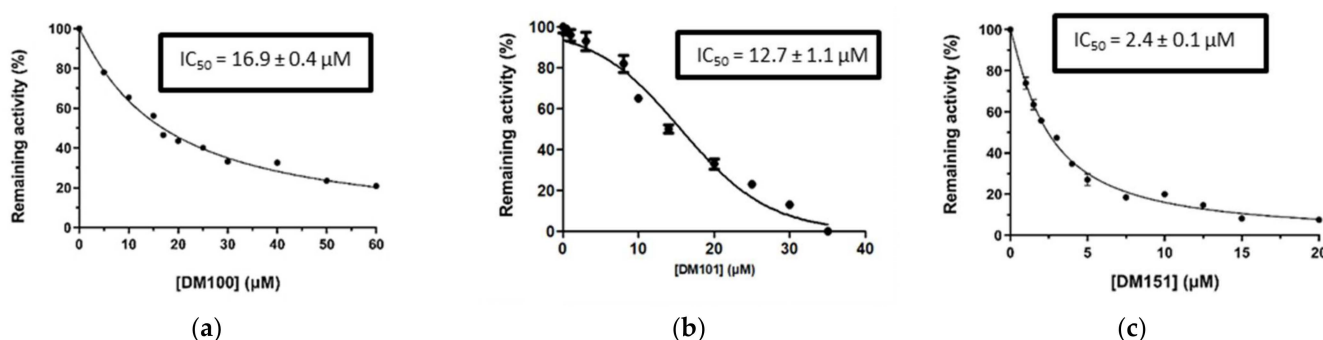 IC50 = 16.9 ± 0.4 µM
Remaining activity (%)
100
80
60
40
20
0
0 10 20 30 40 50 60
[DM100] (µM)
(a)
IC50 = 12.7 ± 1.1 µM
Remaining activity (%)
100
80
60
40
20
0
0 10 20 30 40
[DM101] (µM)
(b)
IC50 = 2.4 ± 0.1 µM
Remaining activity (%)
100
80
60
40
20
0
0 5 10 15 20
[DM151] (µM)
(c)